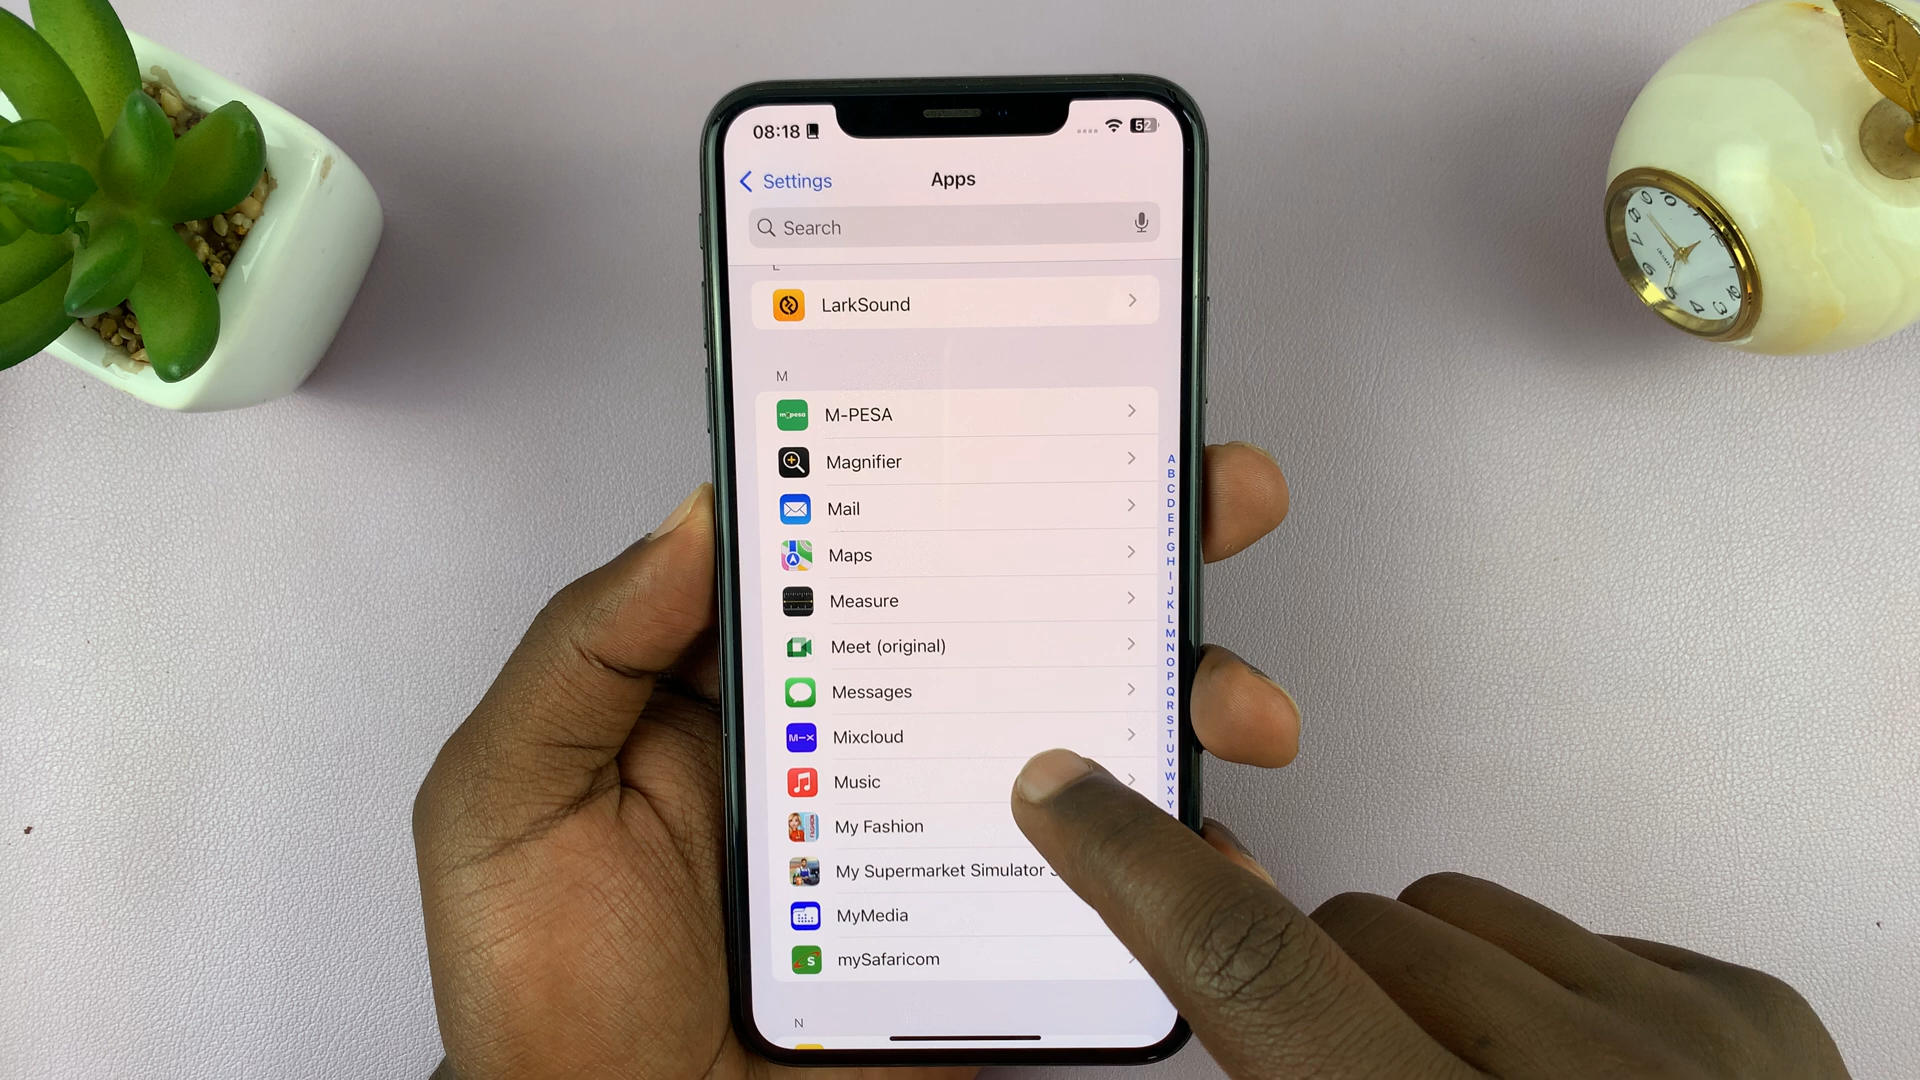 08:18
52
Settings
Apps
Search
L
LarkSound
M
m-pesa
M-PESA
Magnifier
Mail
Maps
Measure
Meet (original)
Messages
M-X
Mixcloud
Music
My Fashion
My Supermarket Simulator
MyMedia
S
mySafaricom
N
A
B
C
D
E
F
G
H
I
J
K
L
M
N
O
P
Q
R
S
T
U
V
W
X
Y